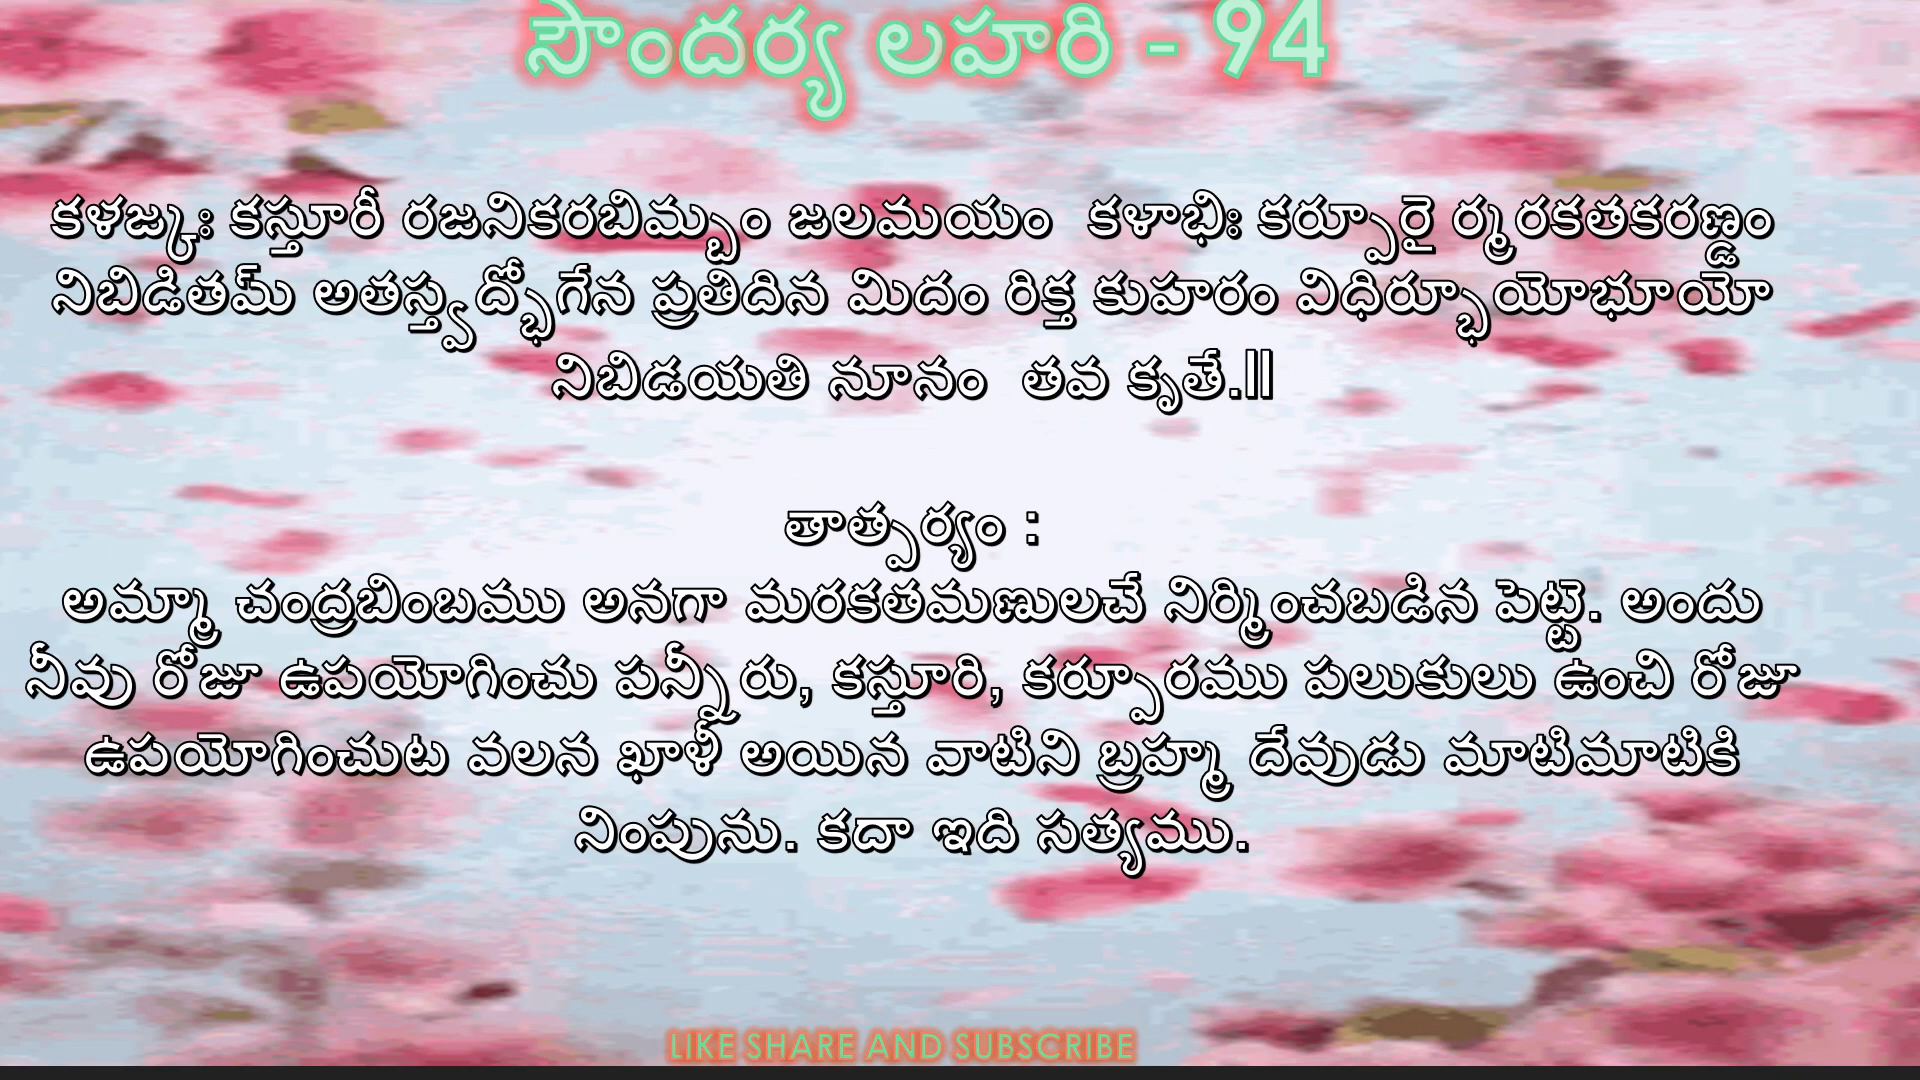 సౌందర్య లహరి - 94
కళఙ్కః కస్తూరీ రజనికరబిమ్బం జలమయం కళాభిః కర్పూరై ర్మరకతకరణ్డం
నిబిడితమ్ అతస్త్వద్భోగేన ప్రతిదిన మిదం రిక్త కుహరం విధిర్భూయోభూయో
నిబిడయతి నూనం తవ కృతే.||
తాత్పర్యం :
అమ్మా చంద్రబింబము అనగా మరకతమణులచే నిర్మించబడిన పెట్టె. అందు
నీవు రోజూ ఉపయోగించు పన్నీరు, కస్తూరి, కర్పూరము పలుకులు ఉంచి రోజూ
ఉపయోగించుట వలన ఖాళీ అయిన వాటిని బ్రహ్మ దేవుడు మాటిమాటికి
నింపును. కదా ఇది సత్యము.
LIKE SHARE AND SUBSCRIBE